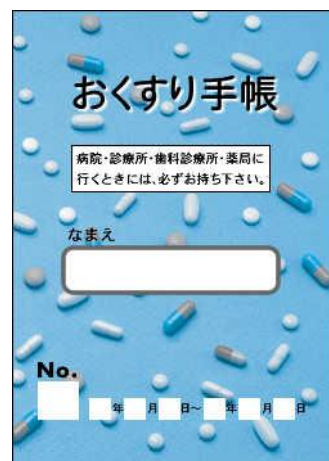 おくすり手帳
病院・診療所・歯科診療所・薬局に
行くときには、必ずお持ち下さい。
なまえ
No.
年 月 日～ 年 月 日